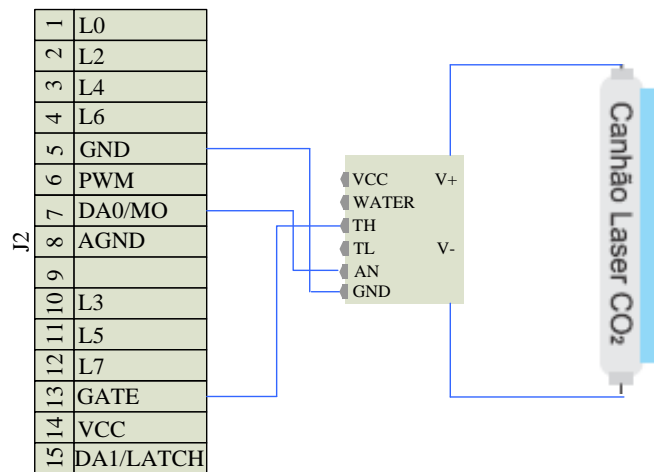 J2
1 L0
2 L2
3 L4
4 L6
5 GND
6 PWM
7 DA0/MO
8 AGND
9
10 L3
11 L5
12 L7
13 GATE
14 VCC
15 DA1/LATCH
VCC V+
WATER
TH
TL V-
AN
GND
Canhão Laser CO₂